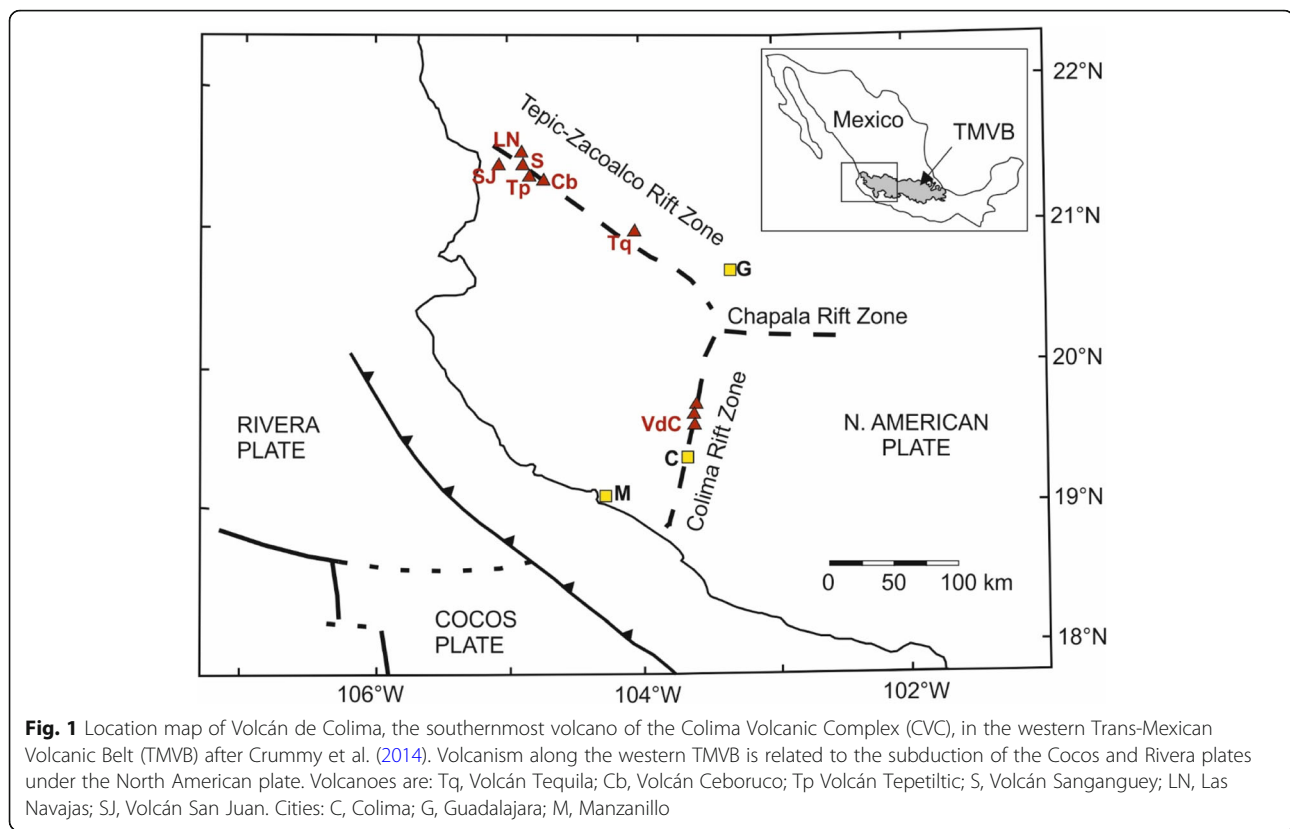 22°N
Tepic-Zacoalco Rift Zone
Mexico
TMVB
LN
S
SJ
Tp
Cb
21°N
Tq
G
Chapala Rift Zone
20°N
VdC
Colima Rift Zone
RIVERA
PLATE
N. AMERICAN
PLATE
C
M
19°N
0 50 100 km
COCOS
PLATE
18°N
106°W
104°W
102°W
Fig. 1 Location map of Volcán de Colima, the southernmost volcano of the Colima Volcanic Complex (CVC), in the western Trans-Mexican
Volcanic Belt (TMVB) after Crummy et al. (2014). Volcanism along the western TMVB is related to the subduction of the Cocos and Rivera plates
under the North American plate. Volcanoes are: Tq, Volcán Tequila; Cb, Volcán Ceboruco; Tp Volcán Tepetiltic; S, Volcán Sanganguey; LN, Las
Navajas; SJ, Volcán San Juan. Cities: C, Colima; G, Guadalajara; M, Manzanillo